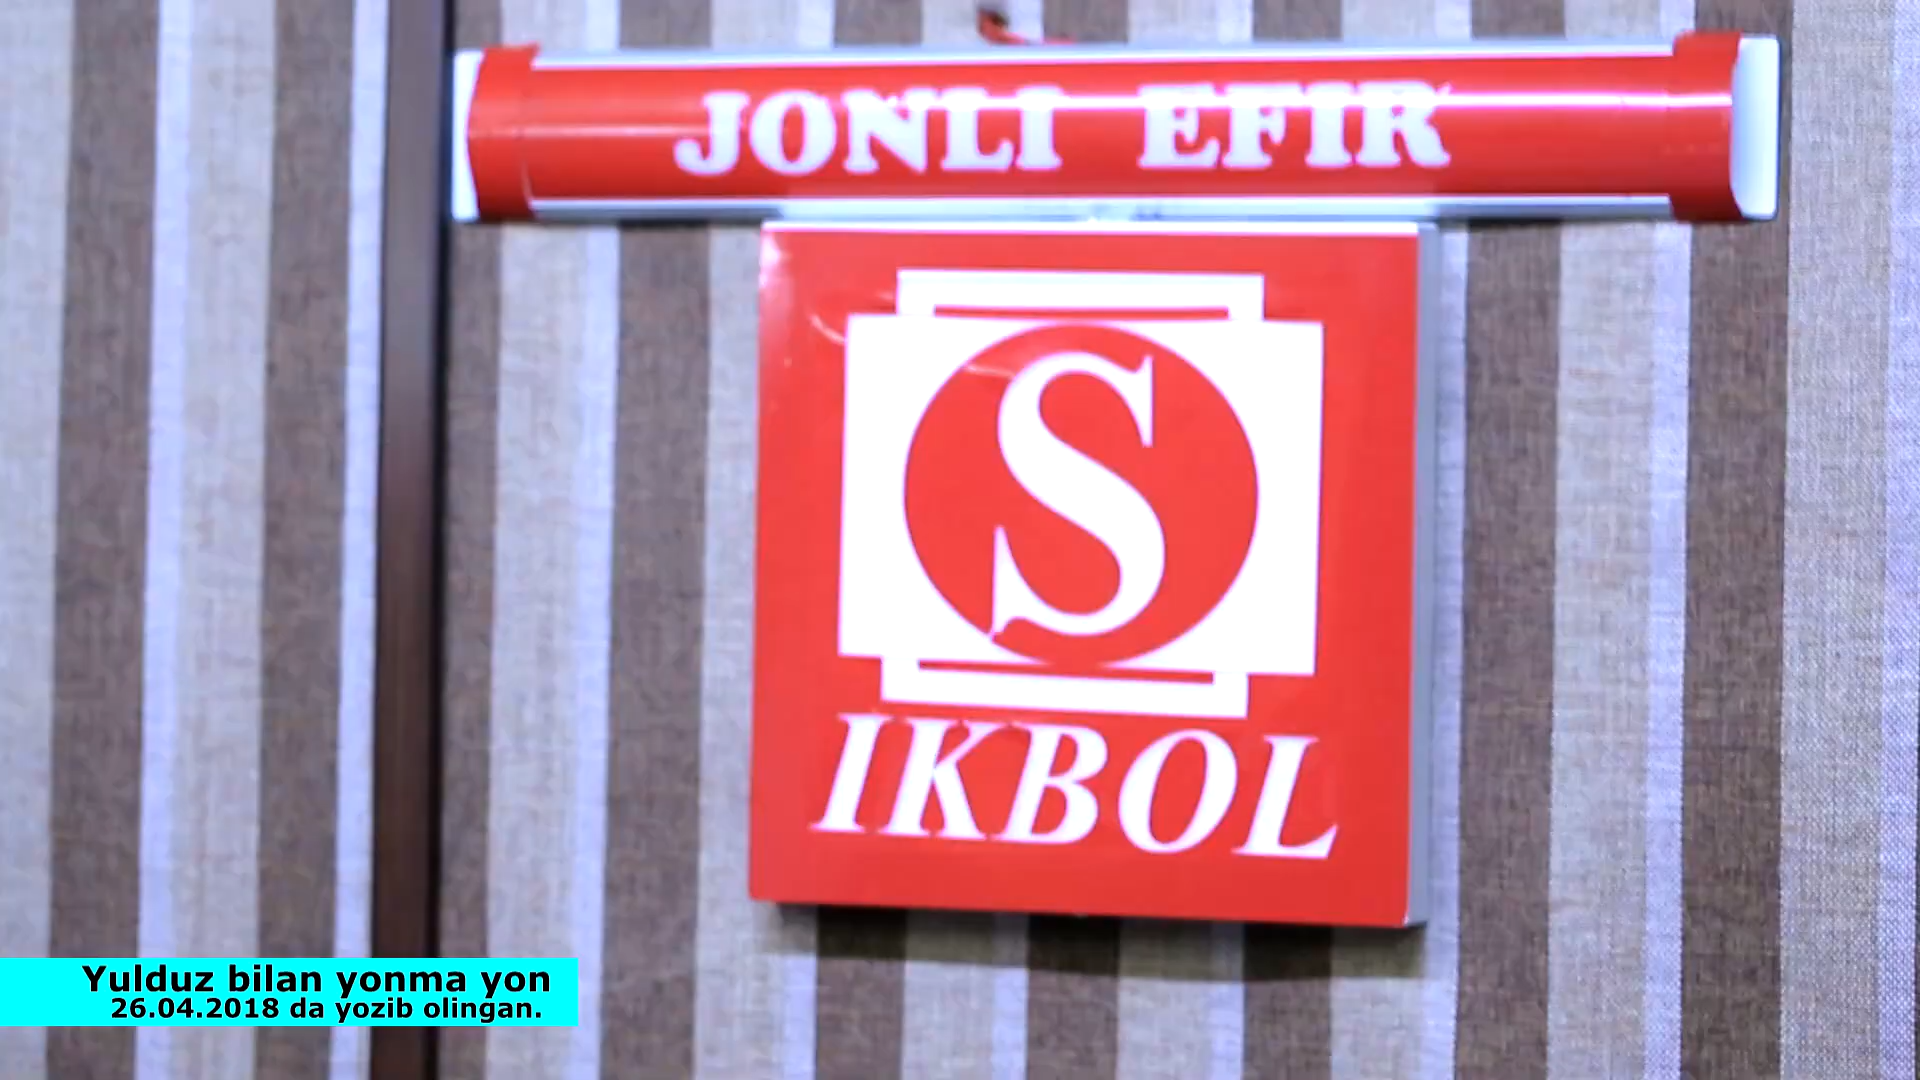 JONLI EFIR
S
IKBOL
Yulduz bilan yonma yon
26.04.2018 da yozib olingan.